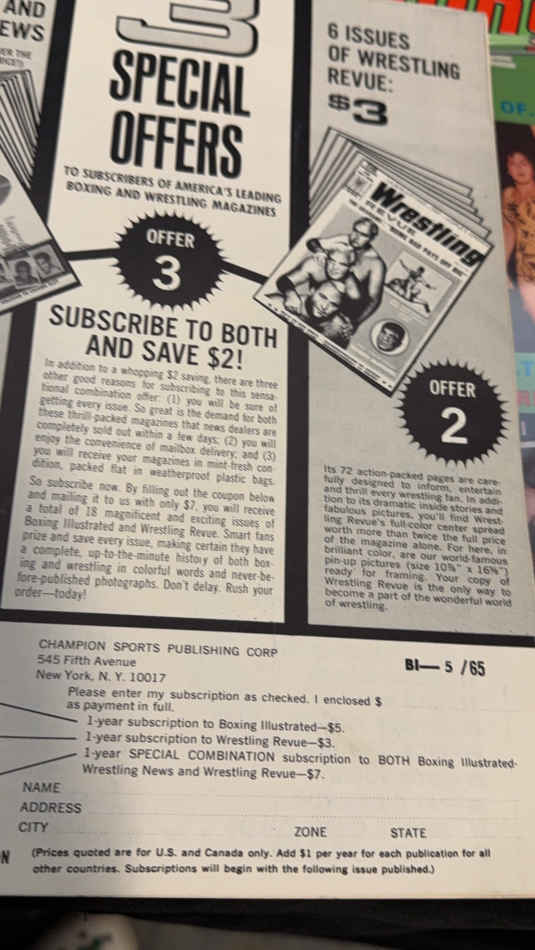 AND
EWS
ER THE
3
SPECIAL
OFFERS
TO SUBSCRIBERS OF AMERICA'S LEADING
BOXING AND WRESTLING MAGAZINES
OFFER
3
SUBSCRIBE TO BOTH
AND SAVE $2!
In addition to a whopping $2 saving, there are three
other good reasons for subscribing to this sensa-
tional combination offer: (1) you will be sure of
getting every issue. So great is the demand for both
these thrill-packed magazines that news dealers are
completely sold out within a few days; (2) you will
enjoy the convenience of mailbox delivery; and (3)
you will receive your magazines in mint-fresh con-
dition, packed flat in weatherproof plastic bags.
So subscribe now. By filling out the coupon below
and mailing it to us with only $7, you will receive
a total of 18 magnificent and exciting issues of
Boxing Illustrated and Wrestling Revue. Smart fans
prize and save every issue, making certain they have
a complete, up-to-the-minute history of both box-
ing and wrestling in colorful words and never-be-
fore-published photographs. Don't delay. Rush your
order—today!
6 ISSUES
OF WRESTLING
REVUE:
$3
Wrestling
REVUE
OFFER
2
Its 72 action-packed pages are care-
fully designed to inform, entertain
and thrill every wrestling fan. In addi-
tion to its dramatic inside stories and
fabulous pictures, you'll find Wrest-
ling Revue's full-color center spread
worth more than twice the full price
of the magazine alone. For here, in
brilliant color, are our world-famous
pin-up pictures (size 10⅜" x 16⅜")
ready for framing. Your copy of
Wrestling Revue is the only way to
become a part of the wonderful world
of wrestling.
OF
CHAMPION SPORTS PUBLISHING CORP
545 Fifth Avenue
New York, N. Y. 10017
BI— 5 /65
Please enter my subscription as checked. I enclosed $
as payment in full.
1-year subscription to Boxing Illustrated—$5.
1-year subscription to Wrestling Revue—$3.
1-year SPECIAL COMBINATION subscription to BOTH Boxing Illustrated-
Wrestling News and Wrestling Revue—$7.
NAME
ADDRESS
CITY ZONE STATE
N
(Prices quoted are for U.S. and Canada only. Add $1 per year for each publication for all
other countries. Subscriptions will begin with the following issue published.)